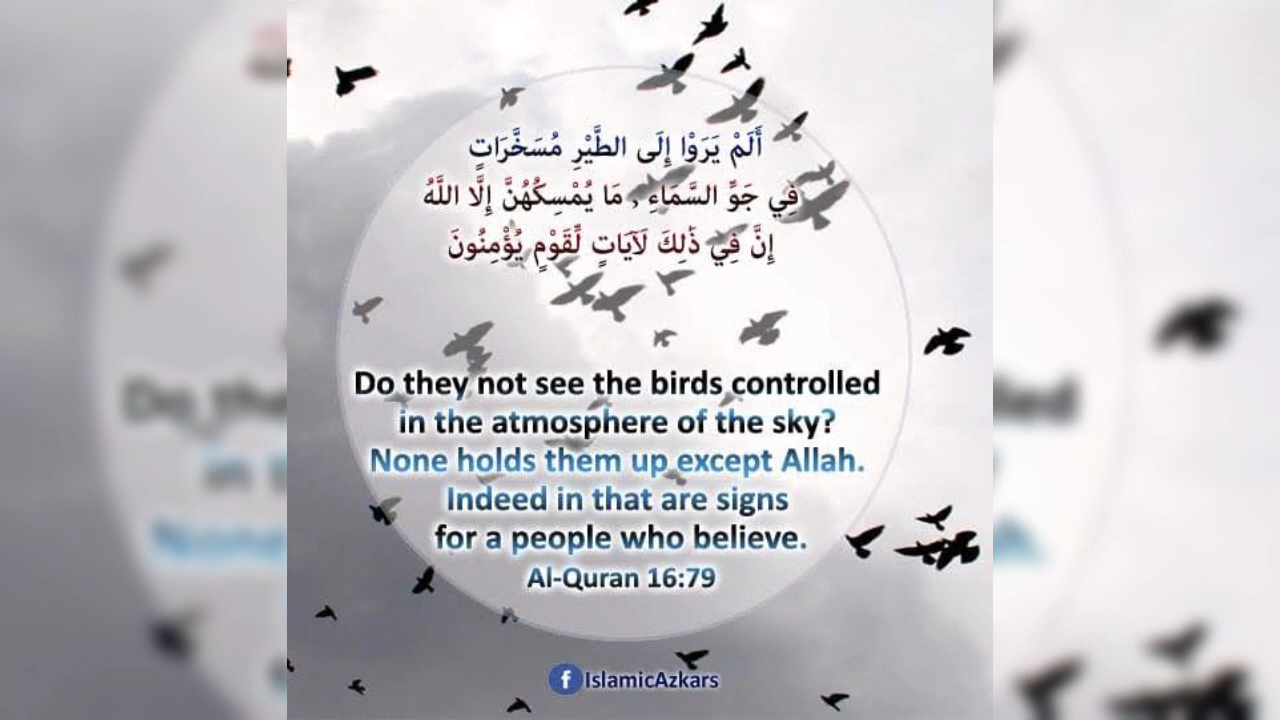 أَلَمْ يَرَوْا إِلَى الطَّيْرِ مُسَخَّرَاتٍ
فِي جَوِّ السَّمَاءِ , مَا يُمْسِكُهُنَّ إِلَّا اللَّهُ
إِنَّ فِي ذَٰلِكَ لَآيَاتٍ لِّقَوْمٍ يُؤْمِنُونَ
Do they not see the birds controlled
in the atmosphere of the sky?
None holds them up except Allah.
Indeed in that are signs
for a people who believe.
Al-Quran 16:79
f IslamicAzkars